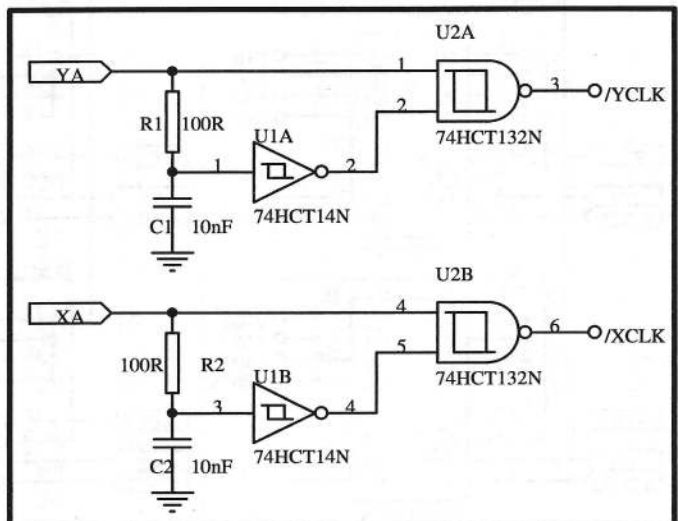 U2A
YA
1
3
/YCLK
R1
100R
2
U1A
74HCT132N
1
2
C1
10nF
74HCT14N
U2B
XA
4
6
/XCLK
100R
R2
5
U1B
74HCT132N
3
4
C2
10nF
74HCT14N